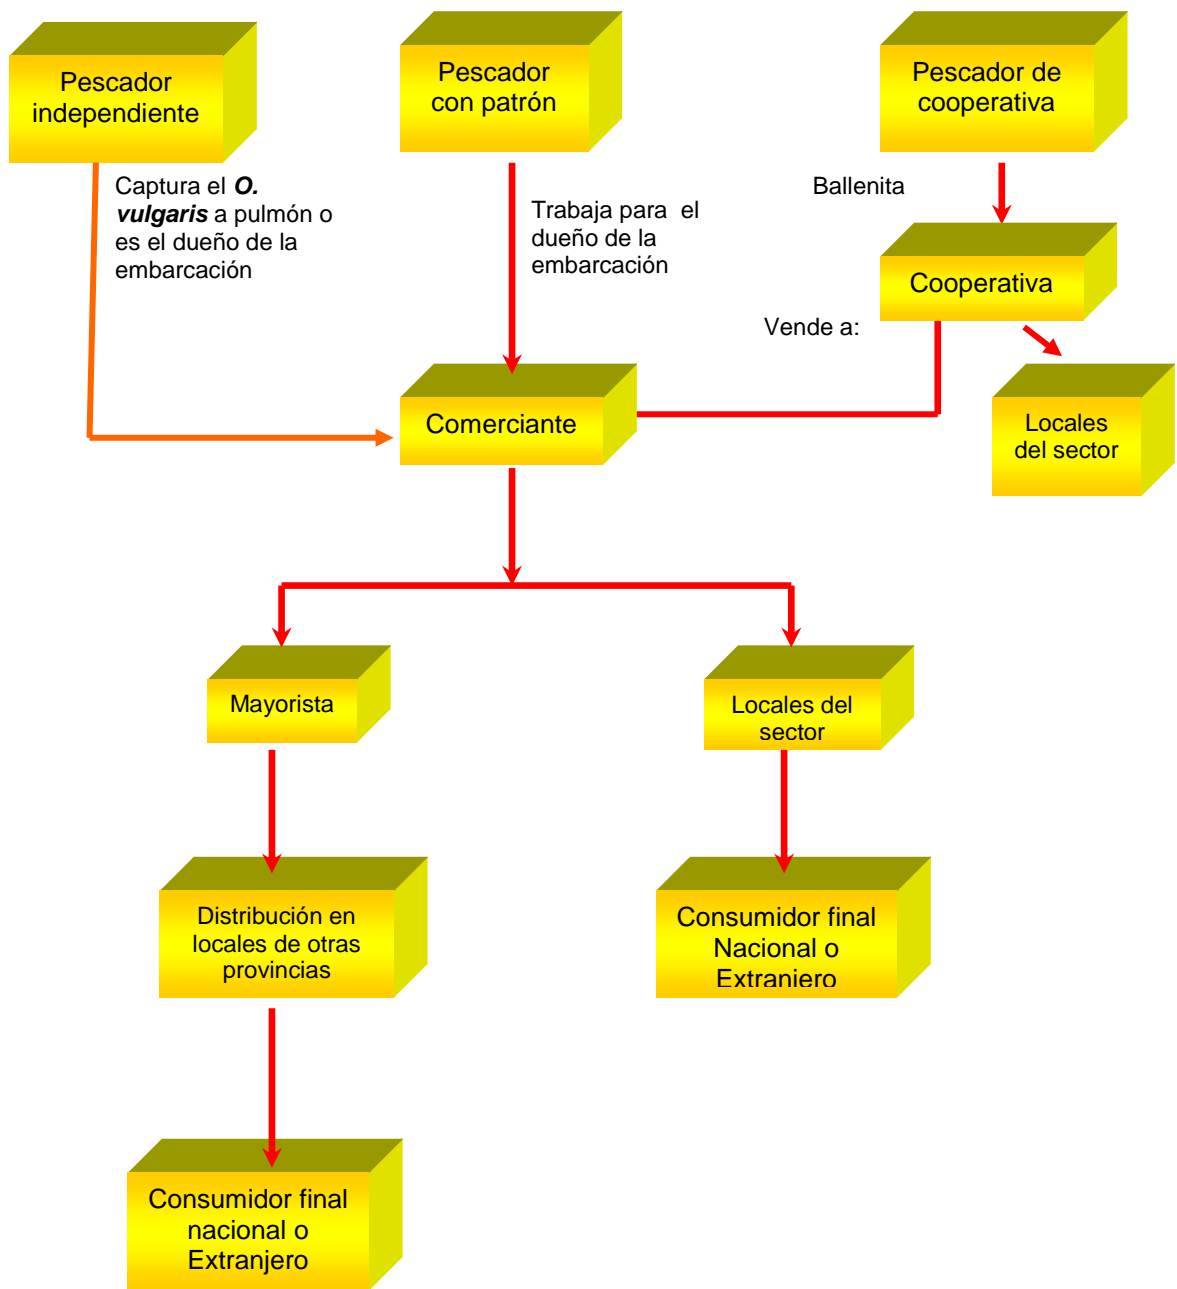 Pescador
independiente
Pescador
con patrón
Pescador de
cooperativa
Captura el O.
vulgaris a pulmón o
es el dueño de la
embarcación
Trabaja para el
dueño de la
embarcación
Ballenita
Cooperativa
Vende a:
Comerciante
Locales
del sector
Mayorista
Locales del
sector
Distribución en
locales de otras
provincias
Consumidor final
Nacional o
Extranjero
Consumidor final
nacional o
Extranjero